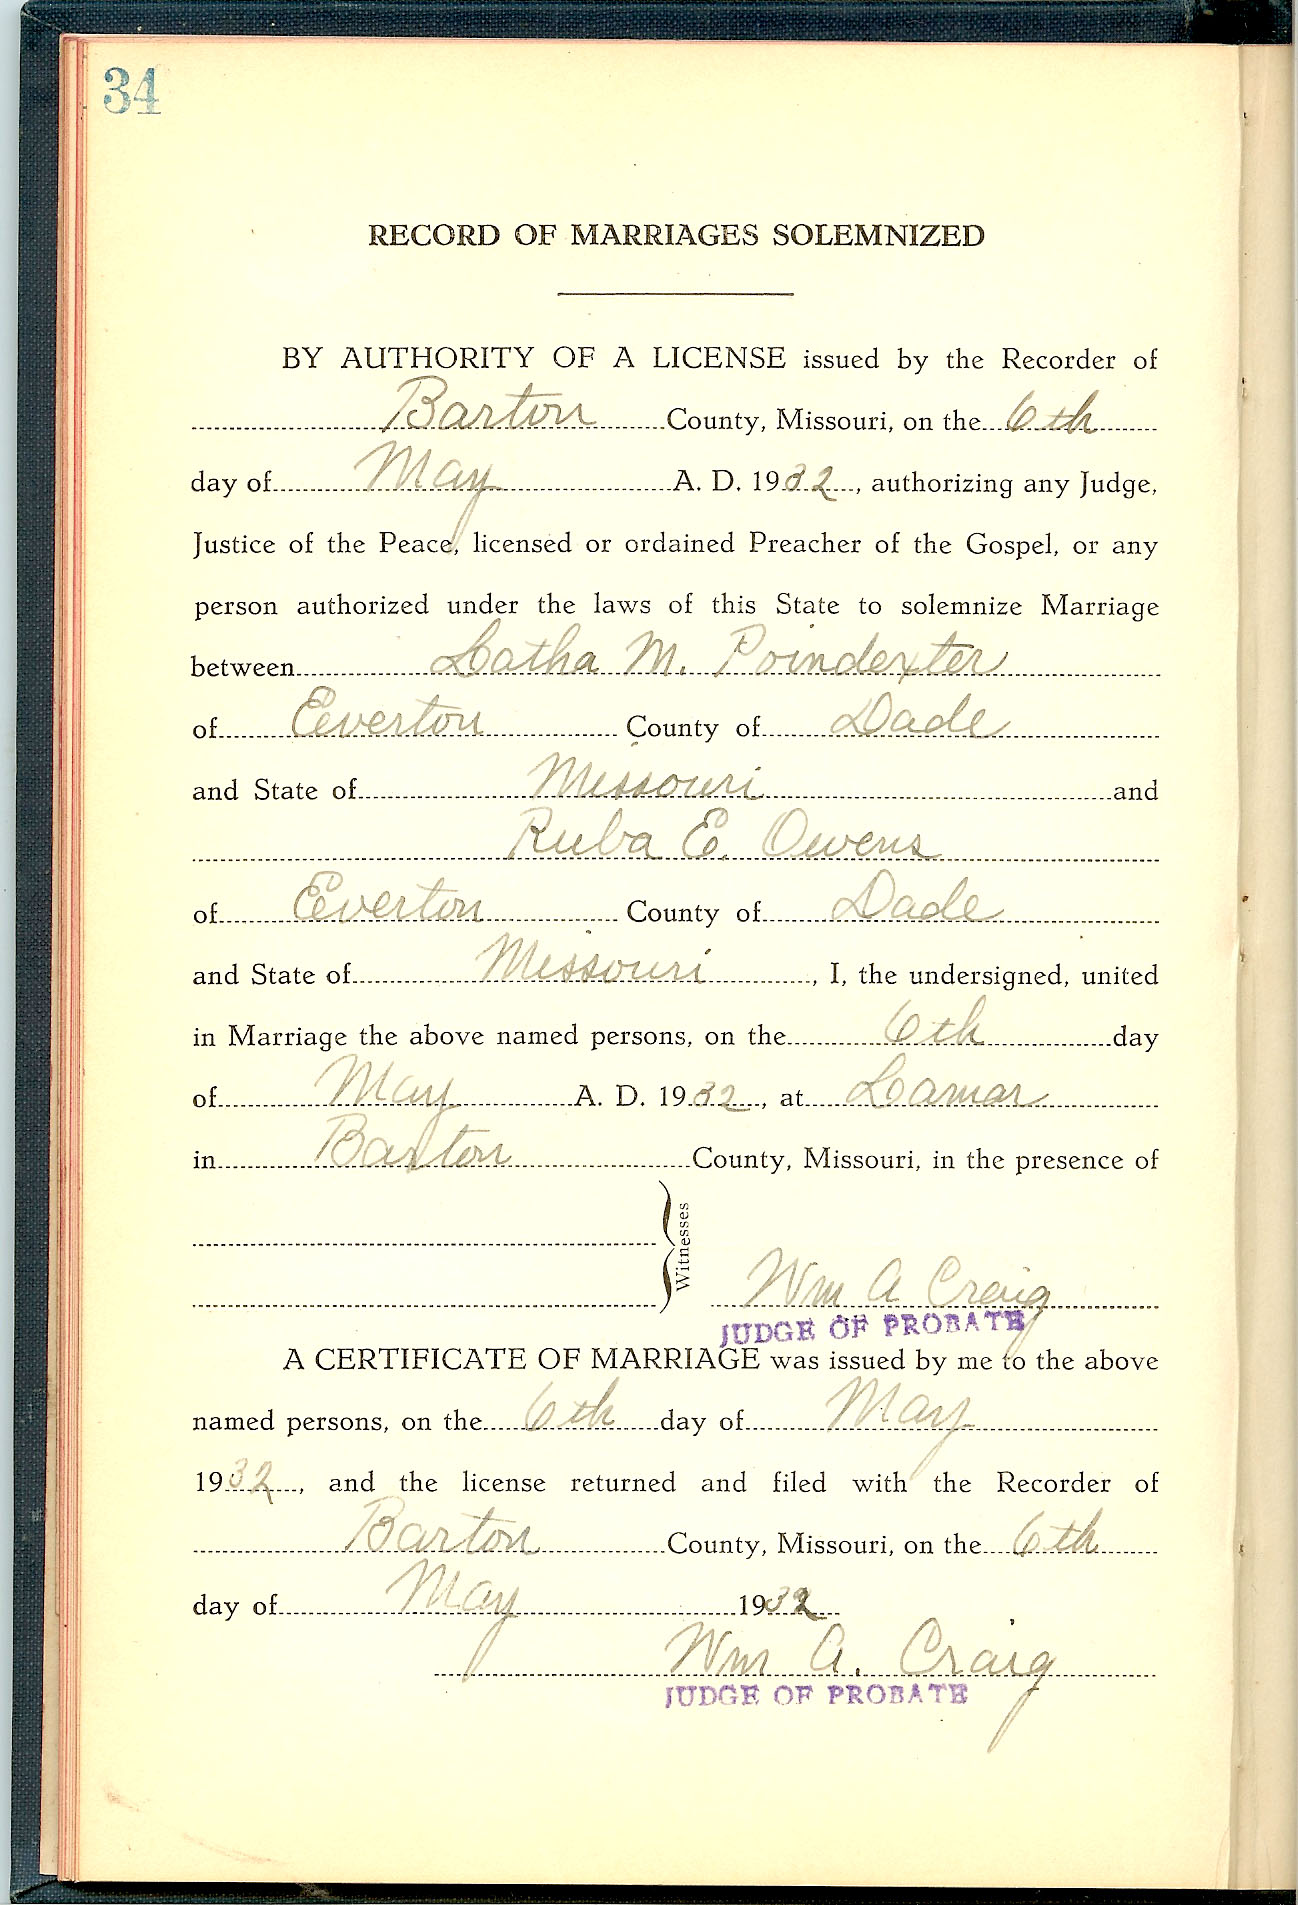 34
RECORD OF MARRIAGES SOLEMNIZED
BY AUTHORITY OF A LICENSE issued by the Recorder of
Barton County, Missouri, on the 6th
day of May A. D. 1932, authorizing any Judge,
Justice of the Peace, licensed or ordained Preacher of the Gospel, or any
person authorized under the laws of this State to solemnize Marriage
between Latha M. Poindexter
of Everton County of Dade
and State of Missouri and
Ruba E. Owens
of Everton County of Dade
and State of Missouri, I, the undersigned, united
in Marriage the above named persons, on the 6th day
of May A. D. 1932, at Lamar
in Barton County, Missouri, in the presence of
Witnesses
Wm A Craig
JUDGE OF PROBATE
A CERTIFICATE OF MARRIAGE was issued by me to the above
named persons, on the 6th day of May
1932, and the license returned and filed with the Recorder of
Barton County, Missouri, on the 6th
day of May 1932
Wm A. Craig
JUDGE OF PROBATE